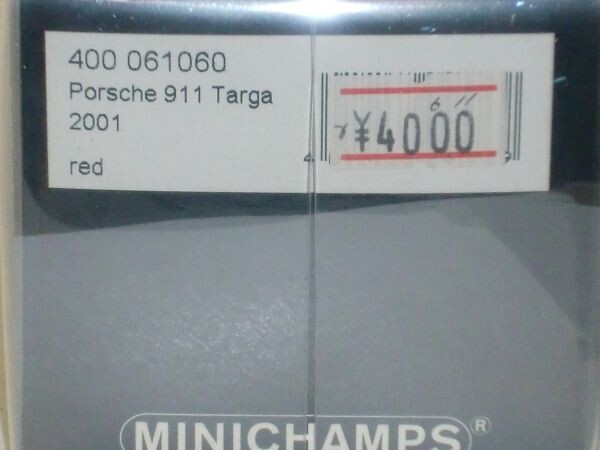 400 061060
Porsche 911 Targa
2001
red
¥4000
MINICHAMPS®